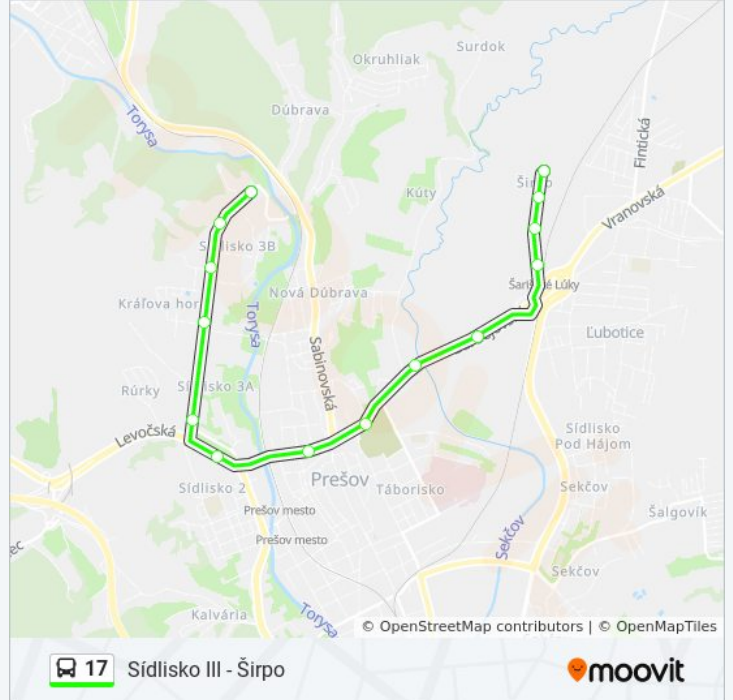 Surdok
Okruhliak
Dúbrava
Torysa
Fintická
Širpo
Kúty
Vranovská
Sídlisko 3B
Šarišské Lúky
Nová Dúbrava
Kráľova hor
Torysa
Ľubotice
Sabinovská
Rúrky
Sídlisko 3A
Levočská
Sídlisko
Pod Hájom
Prešov
Sídlisko 2
Táborisko
Sekčov
Prešov mesto
Šalgovík
Sekčov
Prešov mesto
ec
Sekčov
Kalvária
Torysa
© OpenStreetMap contributors | © OpenMapTiles
17 Sídlisko III - Širpo
moovit